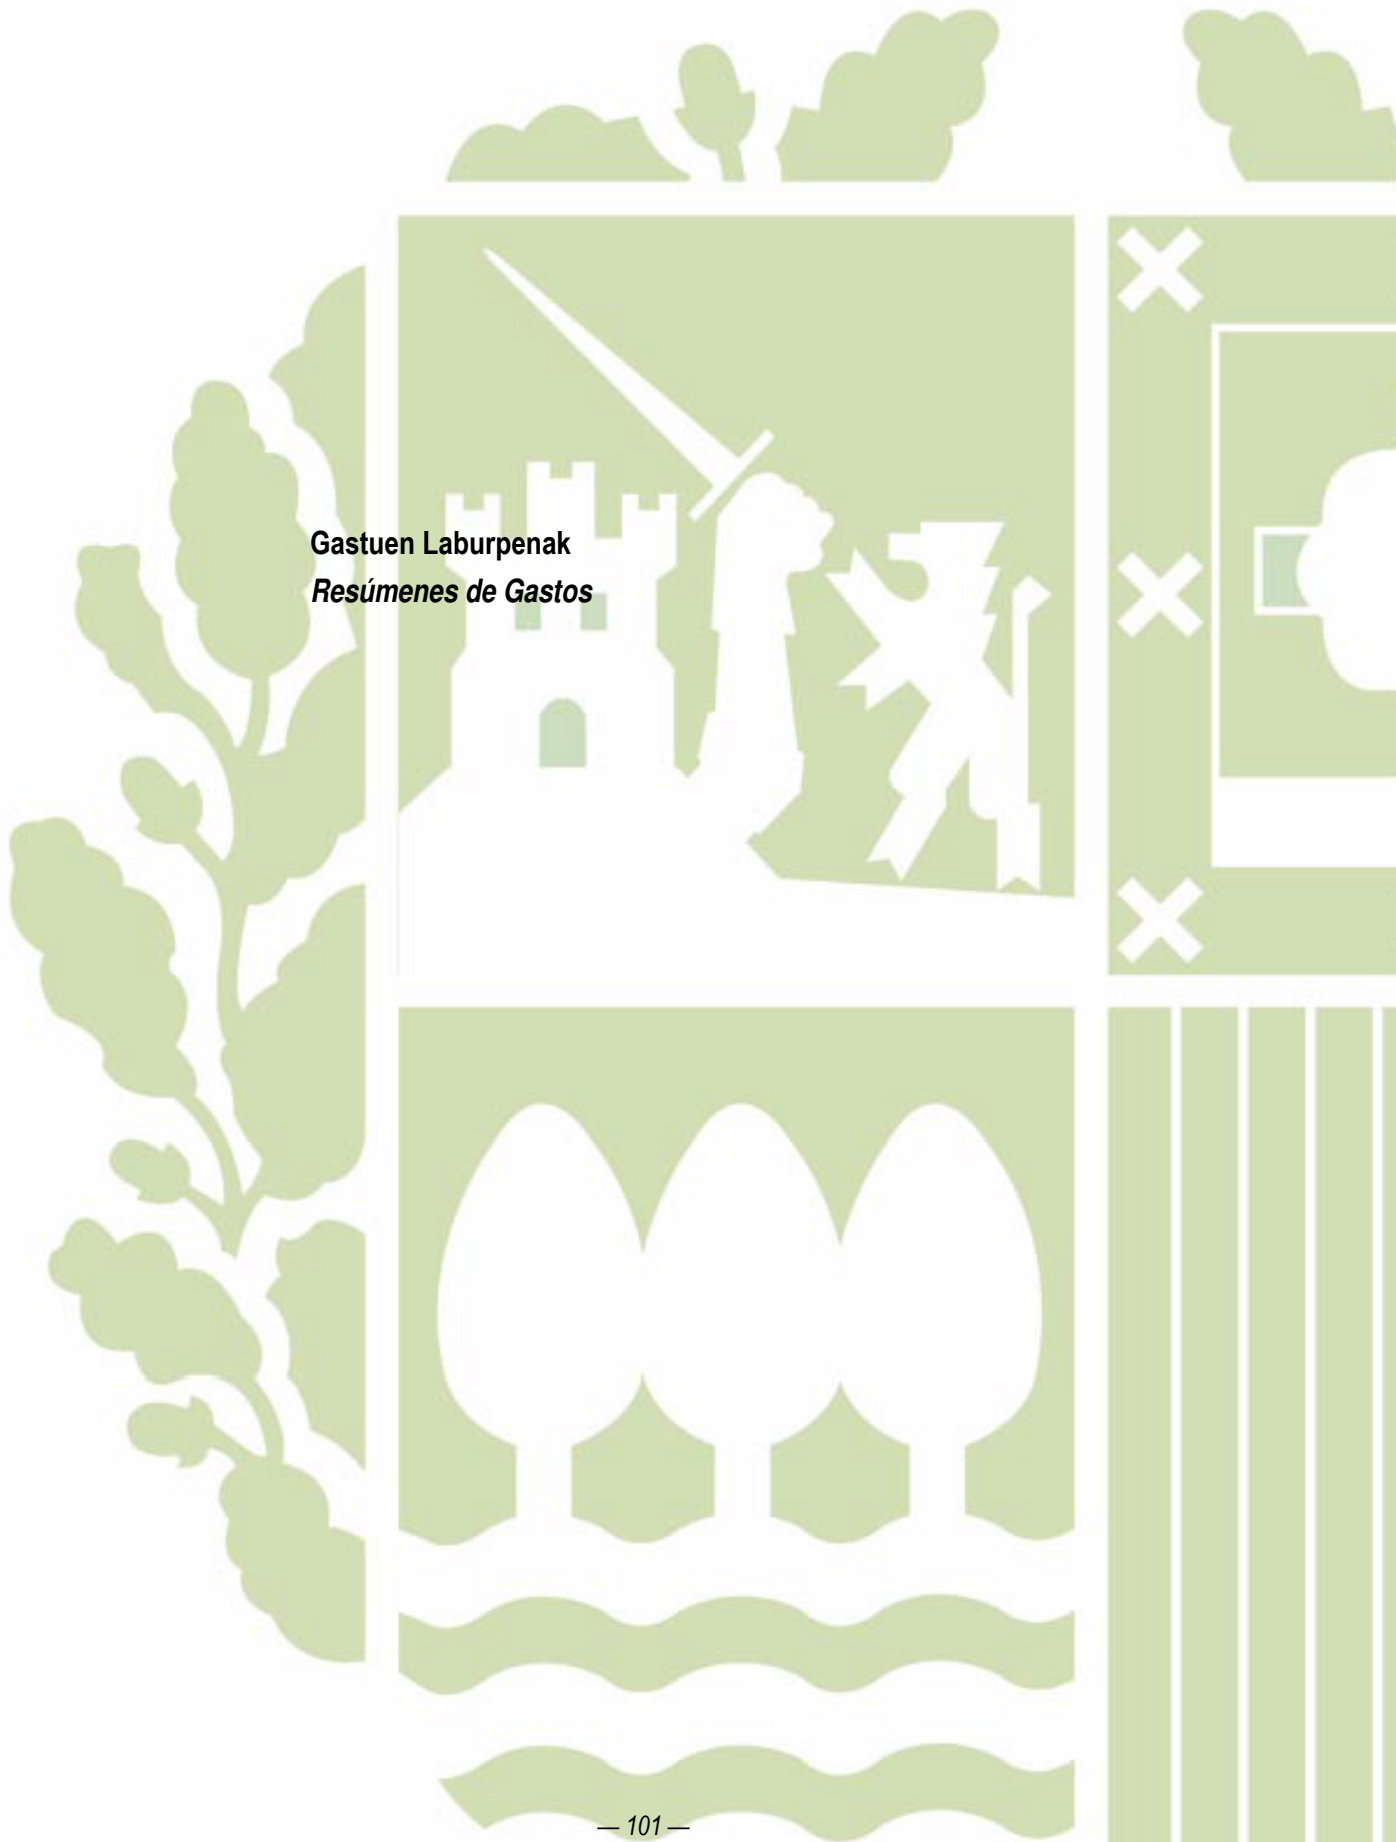 Gastuen Laburpenak
Resúmenes de Gastos
— 101 —